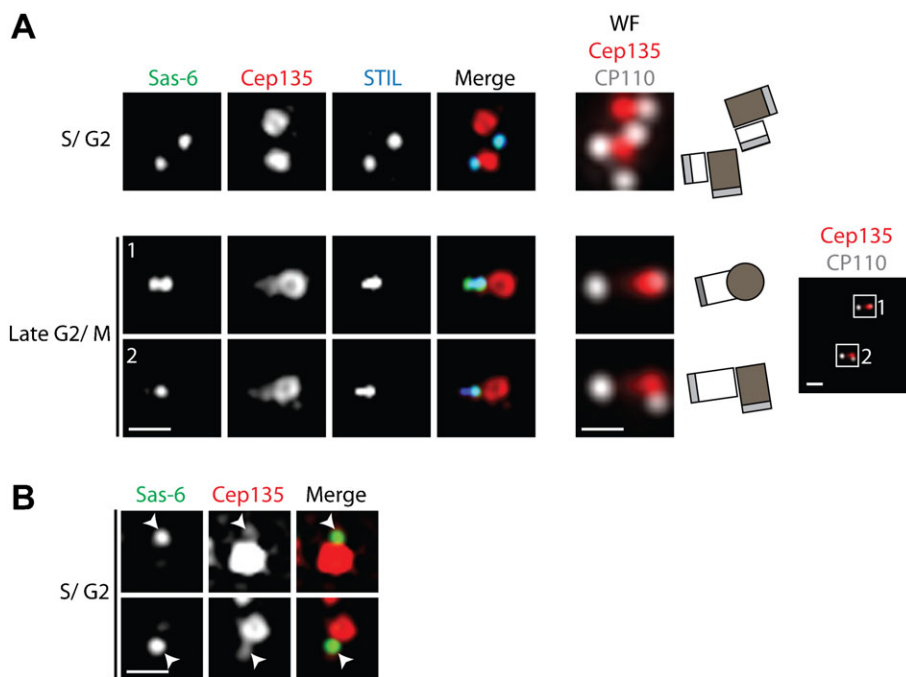 A
WF
Sas-6 Cep135 STIL Merge Cep135
CP110
S/ G2
Late G2/ M
1
2
Cep135
CP110
1
2
B
Sas-6 Cep135 Merge
S/ G2